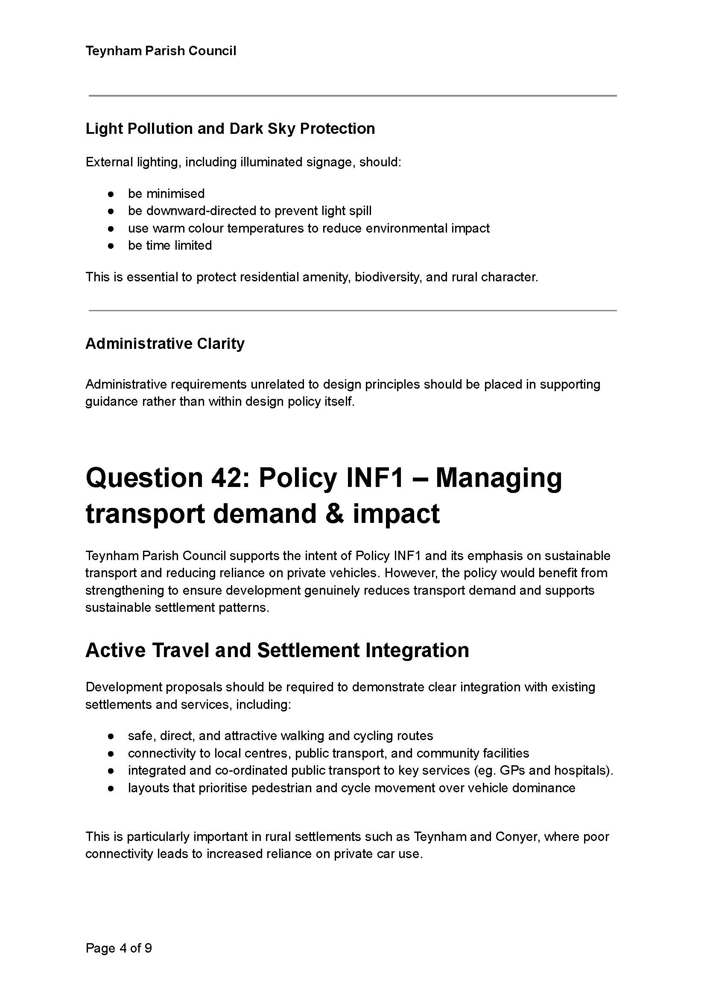 Teynham Parish Council
Light Pollution and Dark Sky Protection
External lighting, including illuminated signage, should:
● be minimised
● be downward-directed to prevent light spill
● use warm colour temperatures to reduce environmental impact
● be time limited
This is essential to protect residential amenity, biodiversity, and rural character.
Administrative Clarity
Administrative requirements unrelated to design principles should be placed in supporting
guidance rather than within design policy itself.
Question 42: Policy INF1 – Managing
transport demand & impact
Teynham Parish Council supports the intent of Policy INF1 and its emphasis on sustainable
transport and reducing reliance on private vehicles. However, the policy would benefit from
strengthening to ensure development genuinely reduces transport demand and supports
sustainable settlement patterns.
Active Travel and Settlement Integration
Development proposals should be required to demonstrate clear integration with existing
settlements and services, including:
● safe, direct, and attractive walking and cycling routes
● connectivity to local centres, public transport, and community facilities
● integrated and co-ordinated public transport to key services (eg. GPs and hospitals).
● layouts that prioritise pedestrian and cycle movement over vehicle dominance
This is particularly important in rural settlements such as Teynham and Conyer, where poor
connectivity leads to increased reliance on private car use.
Page 4 of 9